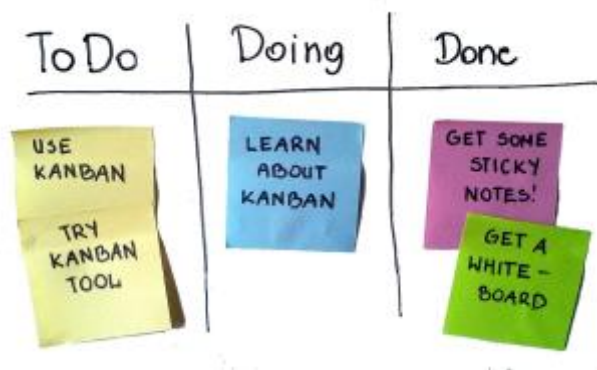 To Do
Doing
Done
USE
KANBAN
TRY
KANBAN
TOOL
LEARN
ABOUT
KANBAN
GET SOME
STICKY
NOTES!
GET A
WHITE -
BOARD